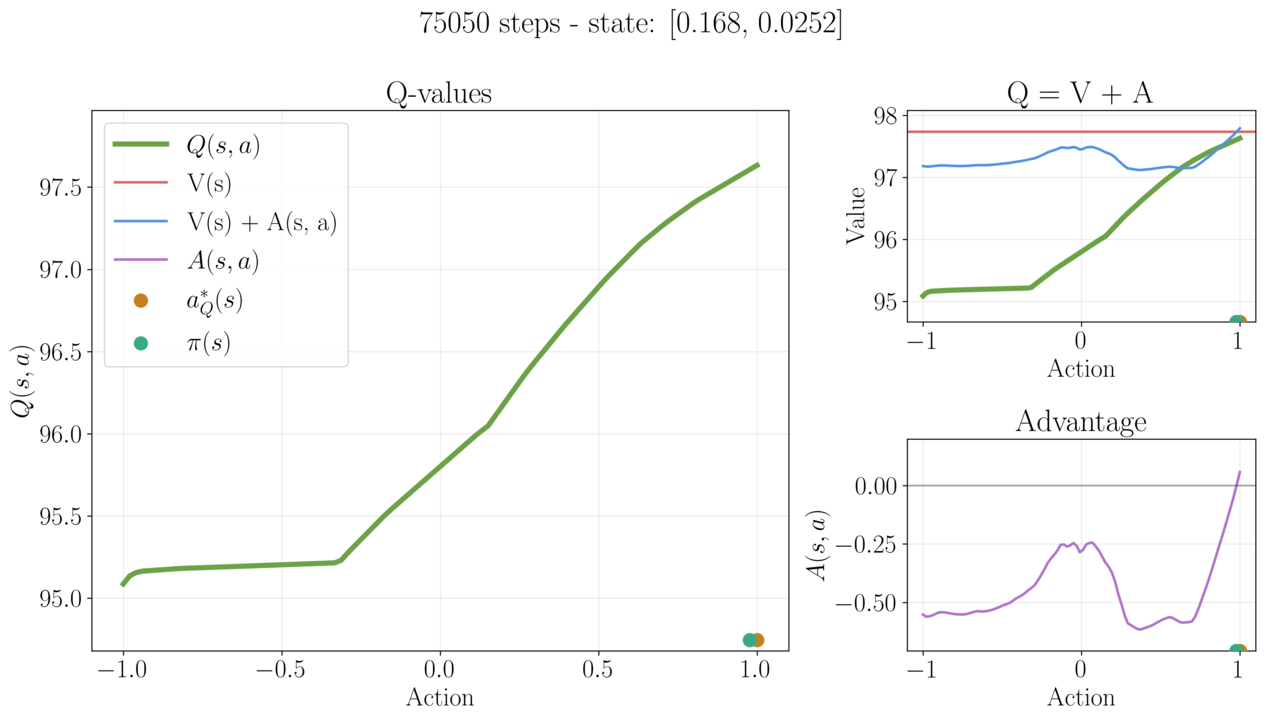 75050 steps - state: [0.168, 0.0252]
Q-values
Q(s, a)
V(s)
V(s) + A(s, a)
A(s, a)
a*Q(s)
π(s)
Q(s, a)
97.5
97.0
96.5
96.0
95.5
95.0
−1.0
−0.5
0.0
0.5
1.0
Action
Q = V + A
Value
98
97
96
95
−1
0
1
Action
Advantage
A(s, a)
0.00
−0.25
−0.50
−1
0
1
Action